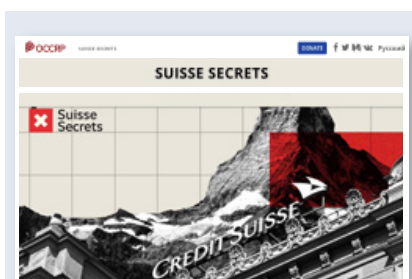 OCCRP SUISSE SECRETS DONATE Русский
SUISSE SECRETS
Suisse
Secrets
CREDIT SUISSE